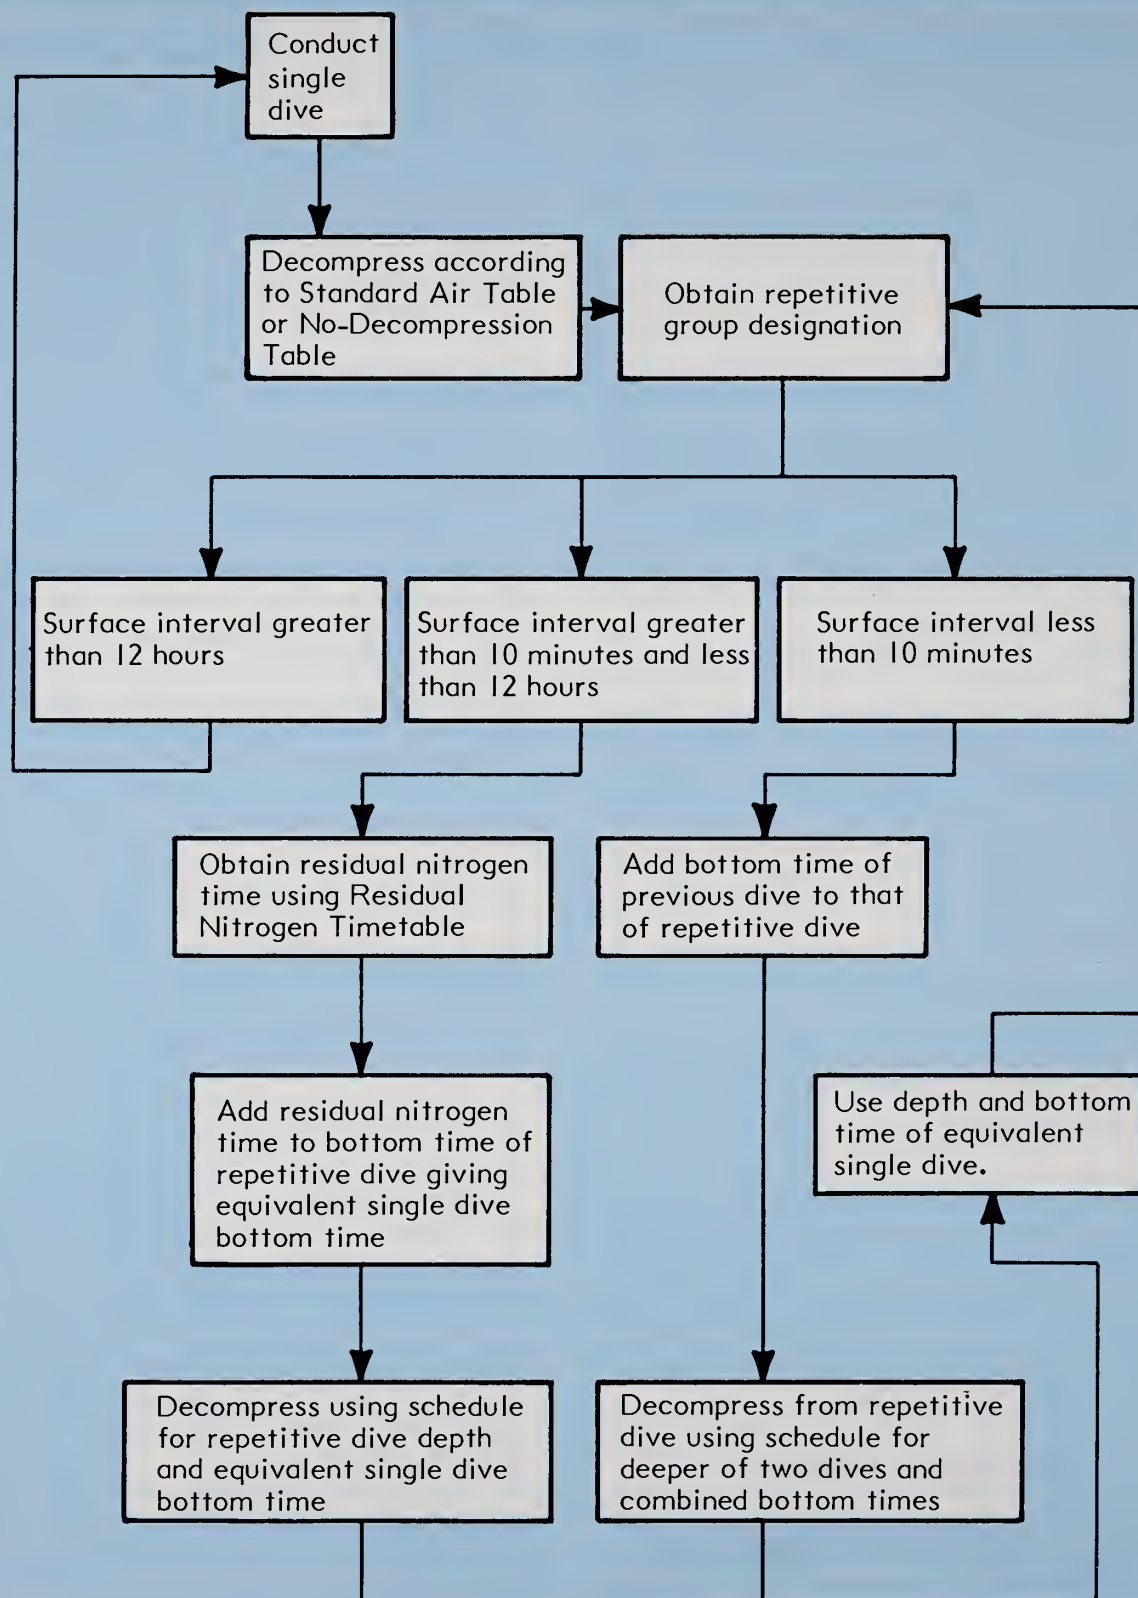 Conduct
single
dive
Decompress according
to Standard Air Table
or No-Decompression
Table
Obtain repetitive
group designation
Surface interval greater
than 12 hours
Surface interval greater
than 10 minutes and less
than 12 hours
Surface interval less
than 10 minutes
Obtain residual nitrogen
time using Residual
Nitrogen Timetable
Add bottom time of
previous dive to that
of repetitive dive
Add residual nitrogen
time to bottom time of
repetitive dive giving
equivalent single dive
bottom time
Use depth and bottom
time of equivalent
single dive.
Decompress using schedule
for repetitive dive depth
and equivalent single dive
bottom time
Decompress from repetitive
dive using schedule for
deeper of two dives and
combined bottom times